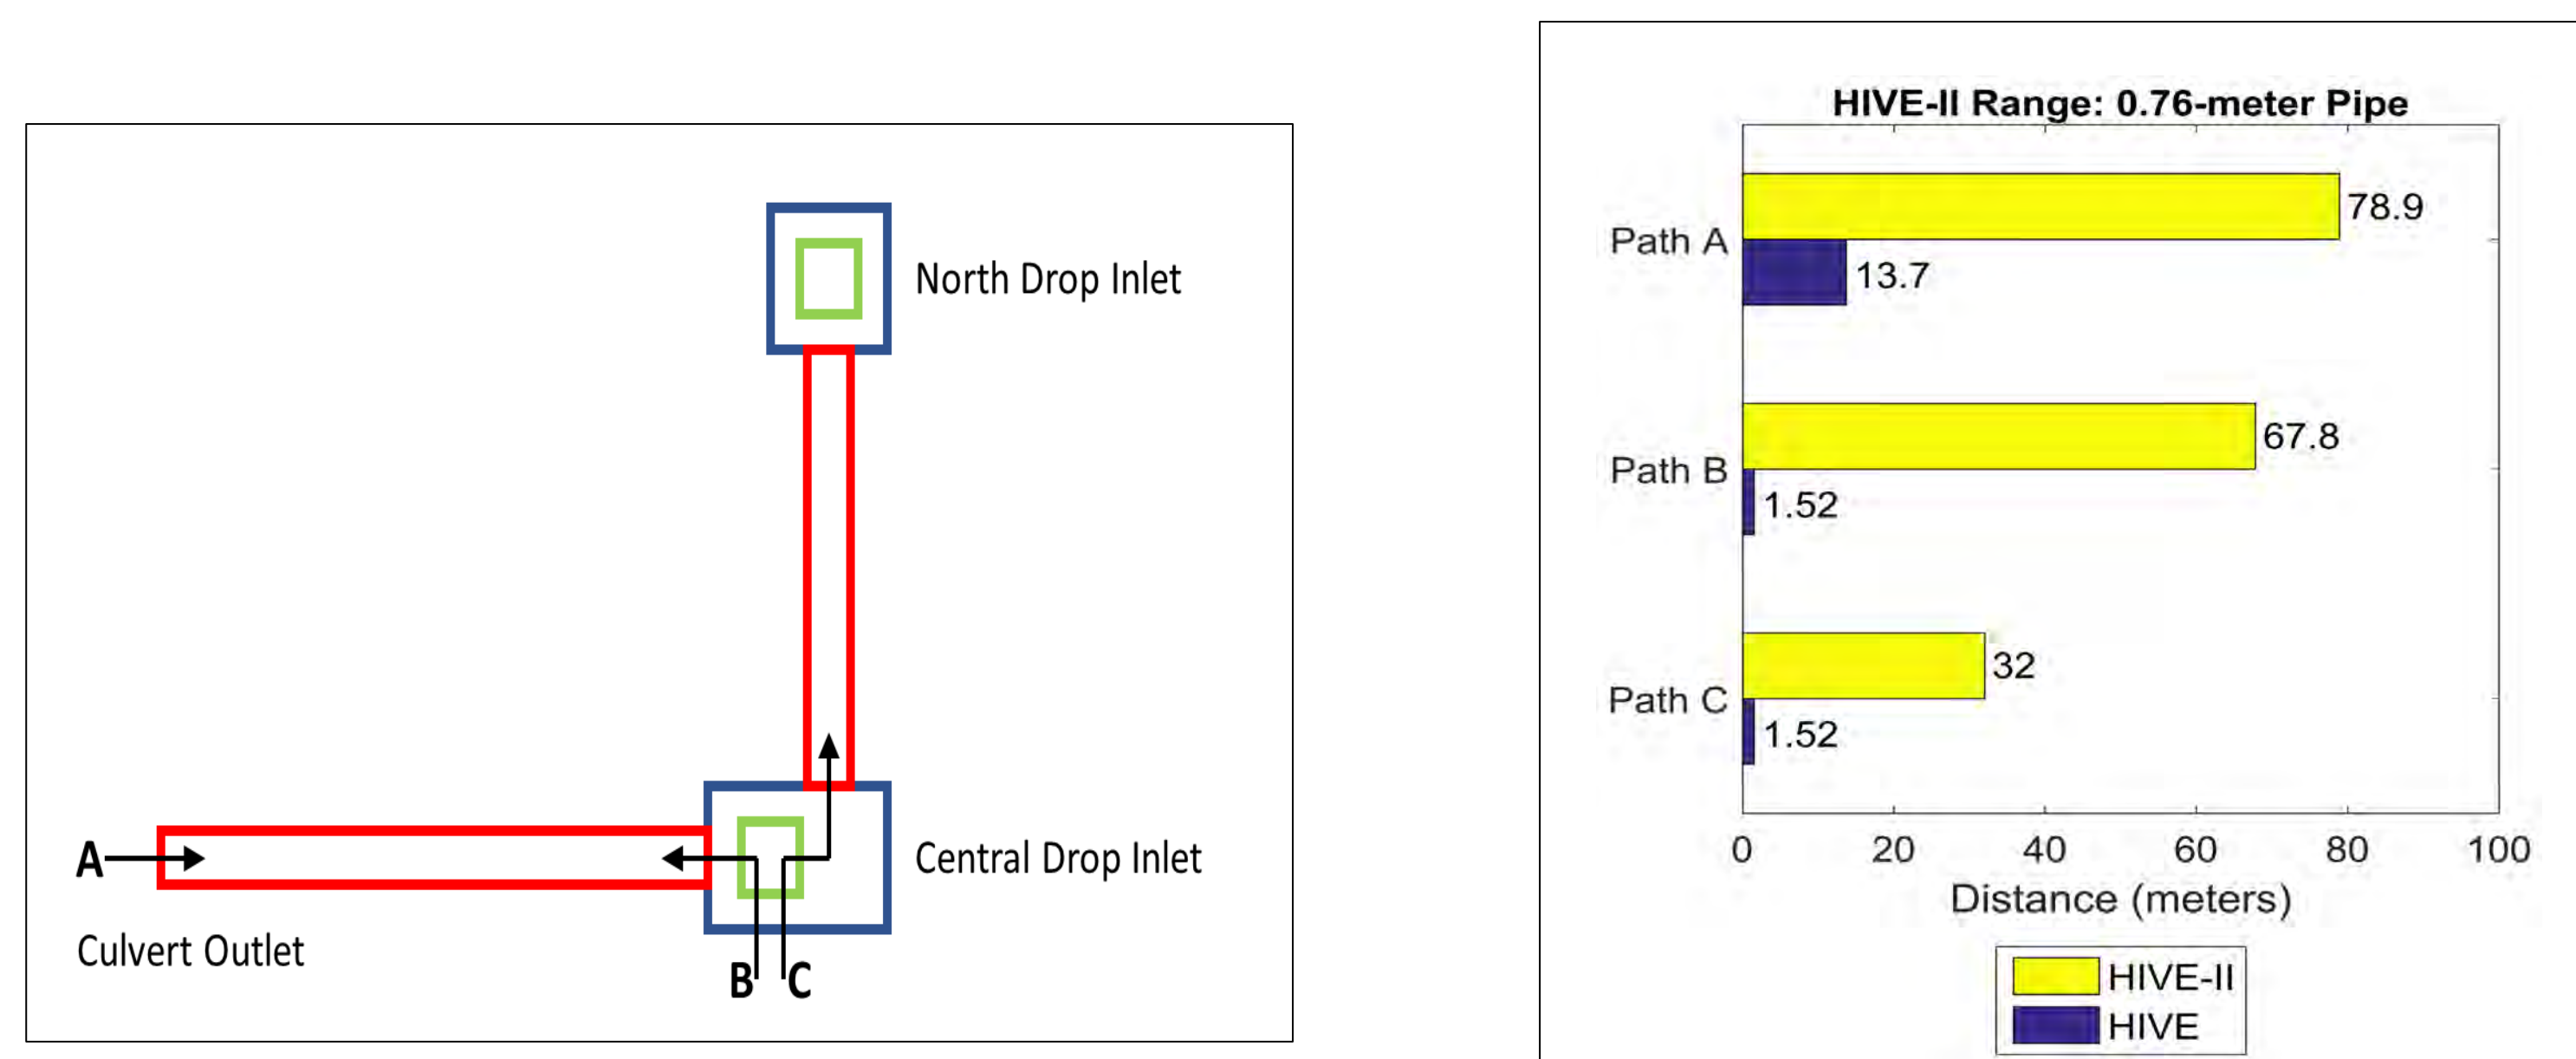 North Drop Inlet
A
Central Drop Inlet
Culvert Outlet
B C
HIVE-II Range: 0.76-meter Pipe
Path A
78.9
13.7
Path B
67.8
1.52
Path C
32
1.52
0 20 40 60 80 100
Distance (meters)
HIVE-II
HIVE